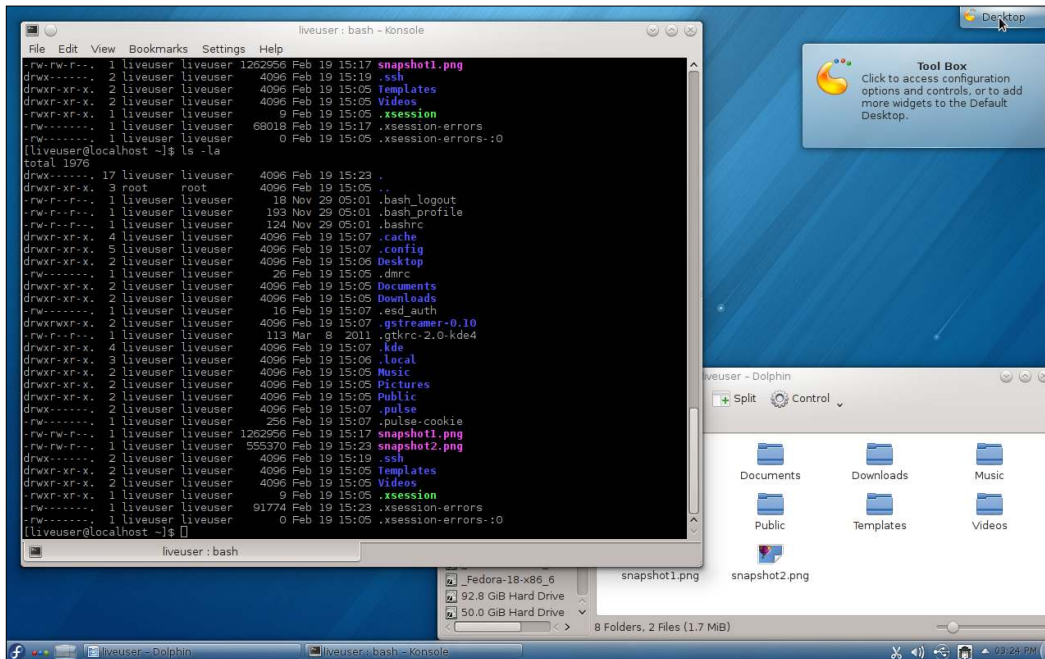 liveuser : bash – Konsole
File Edit View Bookmarks Settings Help
-rw-rw-r--. 1 liveuser liveuser 1262956 Feb 19 15:17 snapshot1.png
drwx------. 2 liveuser liveuser 4096 Feb 19 15:19 .ssh
drwxr-xr-x. 2 liveuser liveuser 4096 Feb 19 15:05 Templates
drwxr-xr-x. 2 liveuser liveuser 4096 Feb 19 15:05 Videos
-rwxr-xr-x. 1 liveuser liveuser 9 Feb 19 15:05 .xsession
-rw-------. 1 liveuser liveuser 68018 Feb 19 15:17 .xsession-errors
-rw-------. 1 liveuser liveuser 0 Feb 19 15:05 .xsession-errors-:0
[liveuser@localhost ~]$ ls -la
total 1976
drwx------. 17 liveuser liveuser 4096 Feb 19 15:23 .
drwxr-xr-x. 3 root root 4096 Feb 19 15:05 ..
-rw-r--r--. 1 liveuser liveuser 18 Nov 29 05:01 .bash_logout
-rw-r--r--. 1 liveuser liveuser 193 Nov 29 05:01 .bash_profile
-rw-r--r--. 1 liveuser liveuser 124 Nov 29 05:01 .bashrc
drwxr-xr-x. 4 liveuser liveuser 4096 Feb 19 15:07 .cache
drwxr-xr-x. 5 liveuser liveuser 4096 Feb 19 15:07 .config
drwxr-xr-x. 2 liveuser liveuser 4096 Feb 19 15:06 Desktop
-rw-------. 1 liveuser liveuser 26 Feb 19 15:05 .dmrc
drwxr-xr-x. 2 liveuser liveuser 4096 Feb 19 15:05 Documents
drwxr-xr-x. 2 liveuser liveuser 4096 Feb 19 15:05 Downloads
-rw-------. 1 liveuser liveuser 16 Feb 19 15:07 .esd_auth
drwxrwxr-x. 2 liveuser liveuser 4096 Feb 19 15:07 .gstreamer-0.10
-rw-r--r--. 1 liveuser liveuser 113 Mar 8 2011 .gtkrc-2.0-kde4
drwxr-xr-x. 4 liveuser liveuser 4096 Feb 19 15:07 .kde
drwxr-xr-x. 3 liveuser liveuser 4096 Feb 19 15:06 .local
drwxr-xr-x. 2 liveuser liveuser 4096 Feb 19 15:05 Music
drwxr-xr-x. 2 liveuser liveuser 4096 Feb 19 15:05 Pictures
drwxr-xr-x. 2 liveuser liveuser 4096 Feb 19 15:05 Public
drwx------. 2 liveuser liveuser 4096 Feb 19 15:07 .pulse
-rw-------. 1 liveuser liveuser 256 Feb 19 15:07 .pulse-cookie
-rw-rw-r--. 1 liveuser liveuser 1262956 Feb 19 15:17 snapshot1.png
-rw-rw-r--. 1 liveuser liveuser 555370 Feb 19 15:23 snapshot2.png
drwx------. 2 liveuser liveuser 4096 Feb 19 15:19 .ssh
drwxr-xr-x. 2 liveuser liveuser 4096 Feb 19 15:05 Templates
drwxr-xr-x. 2 liveuser liveuser 4096 Feb 19 15:05 Videos
-rwxr-xr-x. 1 liveuser liveuser 9 Feb 19 15:05 .xsession
-rw-------. 1 liveuser liveuser 91774 Feb 19 15:23 .xsession-errors
-rw-------. 1 liveuser liveuser 0 Feb 19 15:05 .xsession-errors-:0
[liveuser@localhost ~]$
liveuser : bash
Desktop
Tool Box
Click to access configuration
options and controls, or to add
more widgets to the Default
Desktop.
liveuser – Dolphin
Split Control
Documents Downloads Music
Public Templates Videos
snapshot1.png snapshot2.png
_Fedora-18-x86_6
92.8 GiB Hard Drive
50.0 GiB Hard Drive
8 Folders, 2 Files (1.7 MiB)
liveuser – Dolphin liveuser : bash – Konsole 03:24 PM